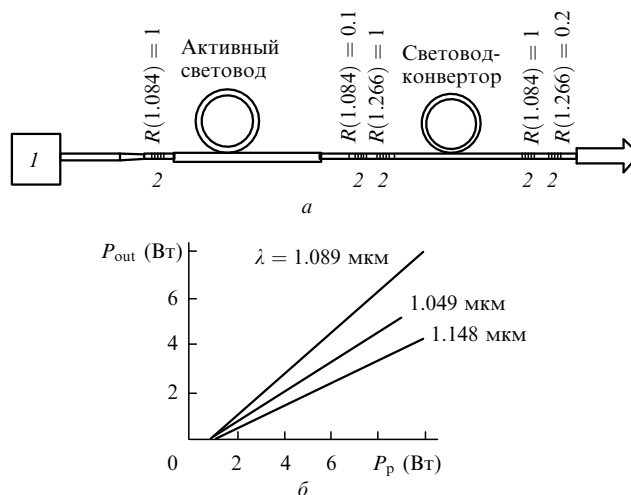 Активный
световод
R(1.084) = 1
R(1.084) = 0.1
R(1.266) = 1
Световод-
конвертор
R(1.084) = 1
R(1.266) = 0.2
1
2
2
2
2
2
а
P_out (Вт)
λ = 1.089 мкм
6
1.049 мкм
4
1.148 мкм
2
0
2
4
6
P_p (Вт)
б